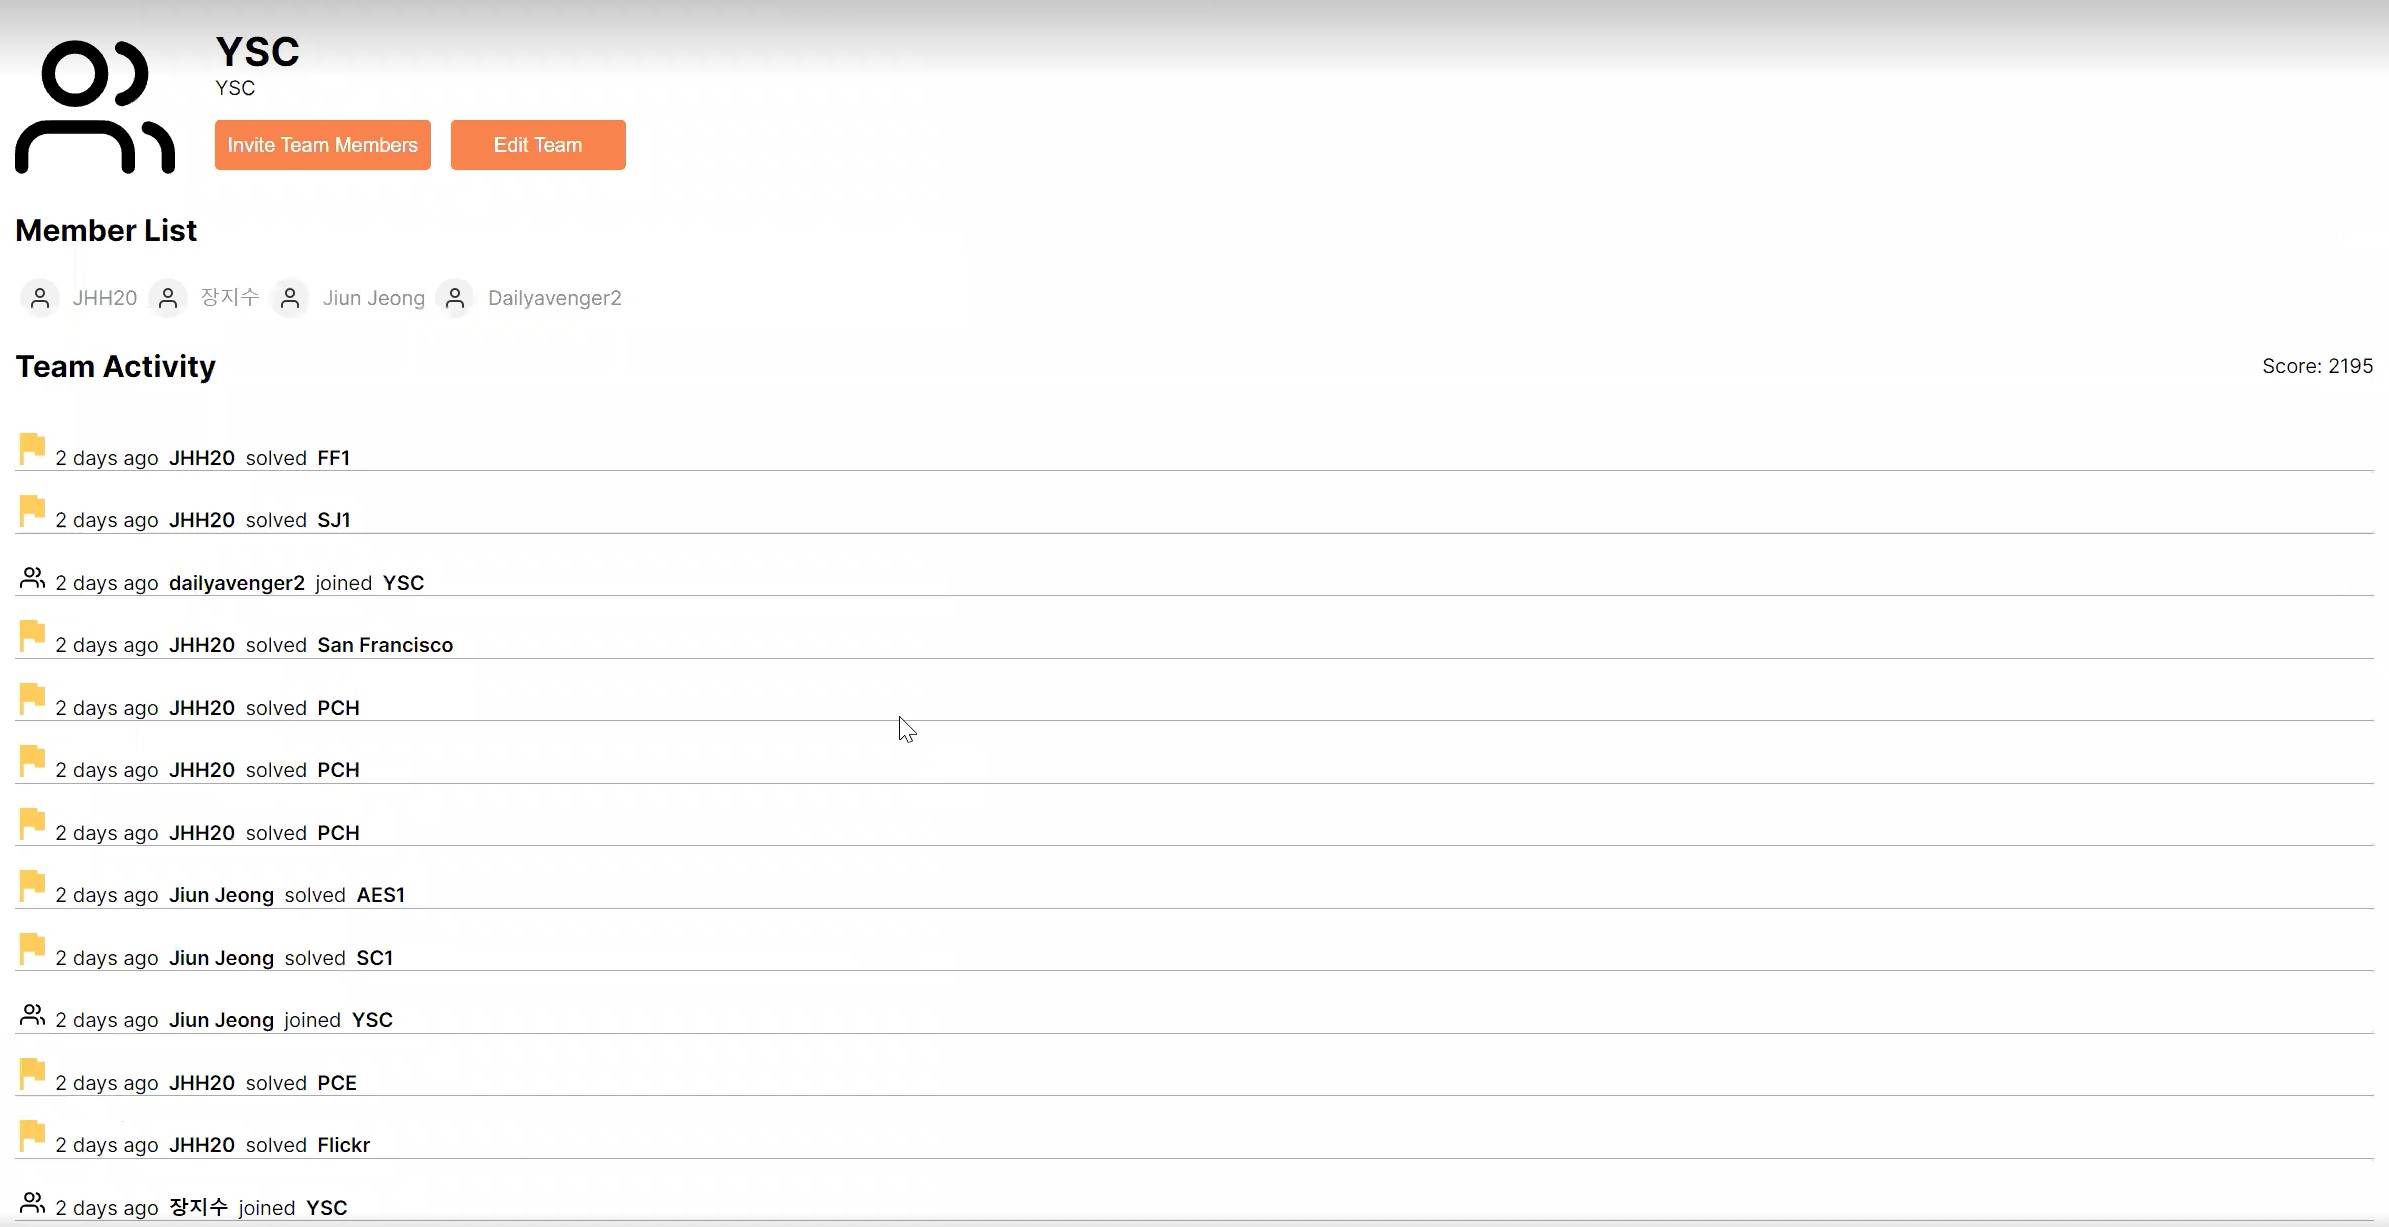 YSC
YSC
Invite Team Members Edit Team
Member List
JHH20 장지수 Jiun Jeong Dailyavenger2
Team Activity Score: 2195
2 days ago JHH20 solved FF1
2 days ago JHH20 solved SJ1
2 days ago dailyavenger2 joined YSC
2 days ago JHH20 solved San Francisco
2 days ago JHH20 solved PCH
2 days ago JHH20 solved PCH
2 days ago JHH20 solved PCH
2 days ago Jiun Jeong solved AES1
2 days ago Jiun Jeong solved SC1
2 days ago Jiun Jeong joined YSC
2 days ago JHH20 solved PCE
2 days ago JHH20 solved Flickr
2 days ago 장지수 joined YSC